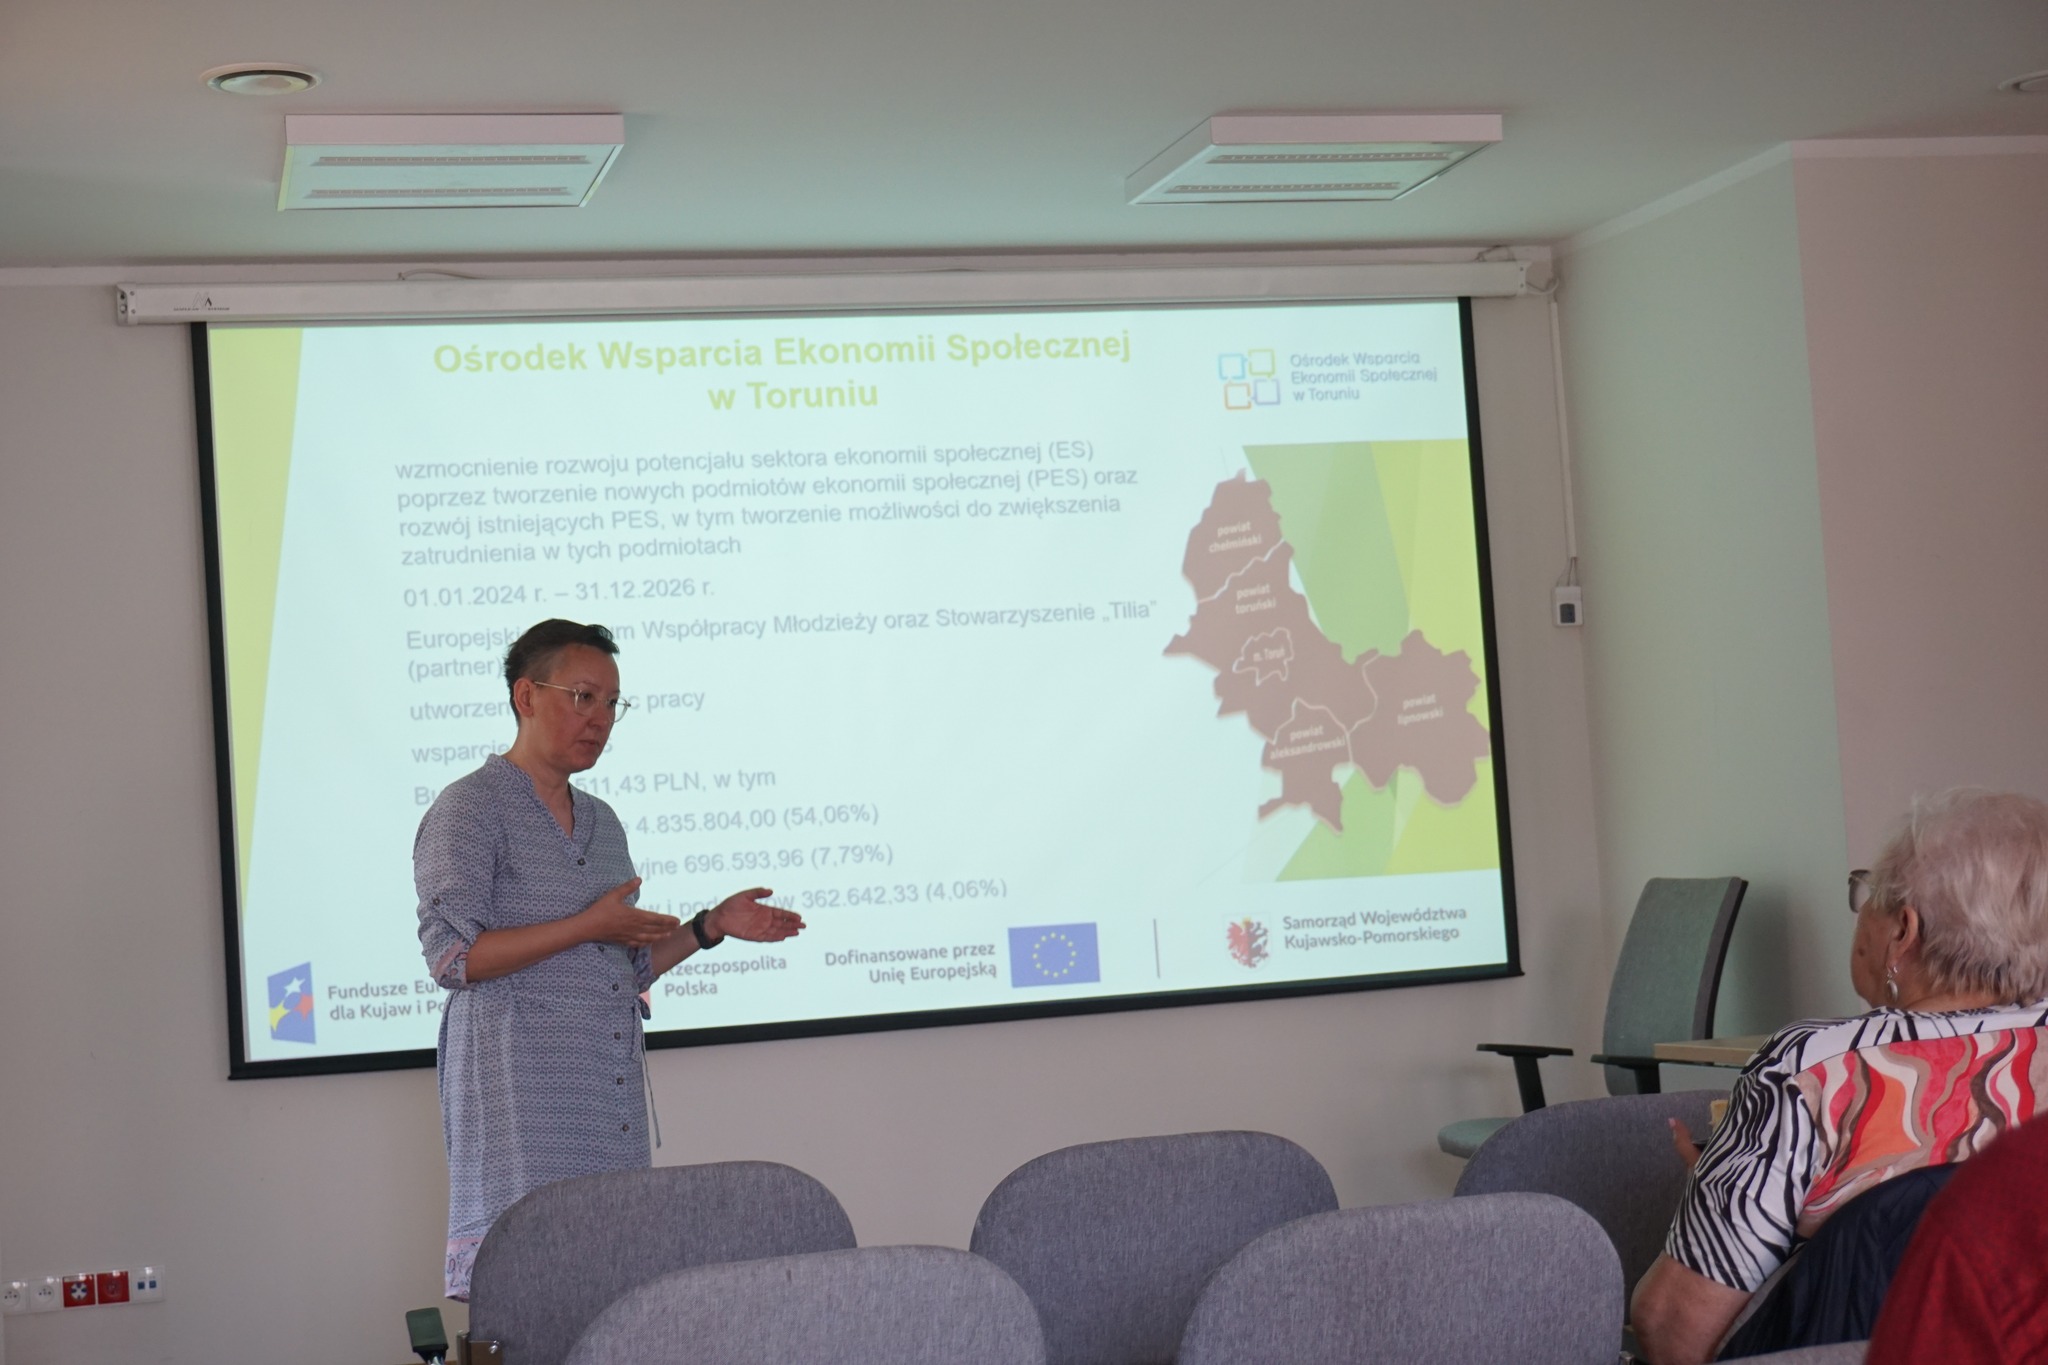 Ośrodek Wsparcia Ekonomii Społecznej
w Toruniu
Ośrodek Wsparcia
Ekonomii Społecznej
w Toruniu
wzmocnienie rozwoju potencjału sektora ekonomii społecznej (ES)
poprzez tworzenie nowych podmiotów ekonomii społecznej (PES) oraz
rozwój istniejących PES, w tym tworzenie możliwości do zwiększenia
zatrudnienia w tych podmiotach
01.01.2024 r. – 31.12.2026 r.
Współpracy Młodzieży oraz Stowarzyszenie „Tilia”
(partner)
pracy
wsparcie
511,43 PLN, w tym
4.835.804,00 (54,06%)
696.593,96 (7,79%)
i 362.642,33 (4,06%)
powiat
chełmiński
powiat
toruński
m. Toruń
powiat
lipnowski
powiat
aleksandrowski
Fundusze
dla Kujaw i
Rzeczpospolita
Polska
Dofinansowane przez
Unię Europejską
Samorząd Województwa
Kujawsko-Pomorskiego